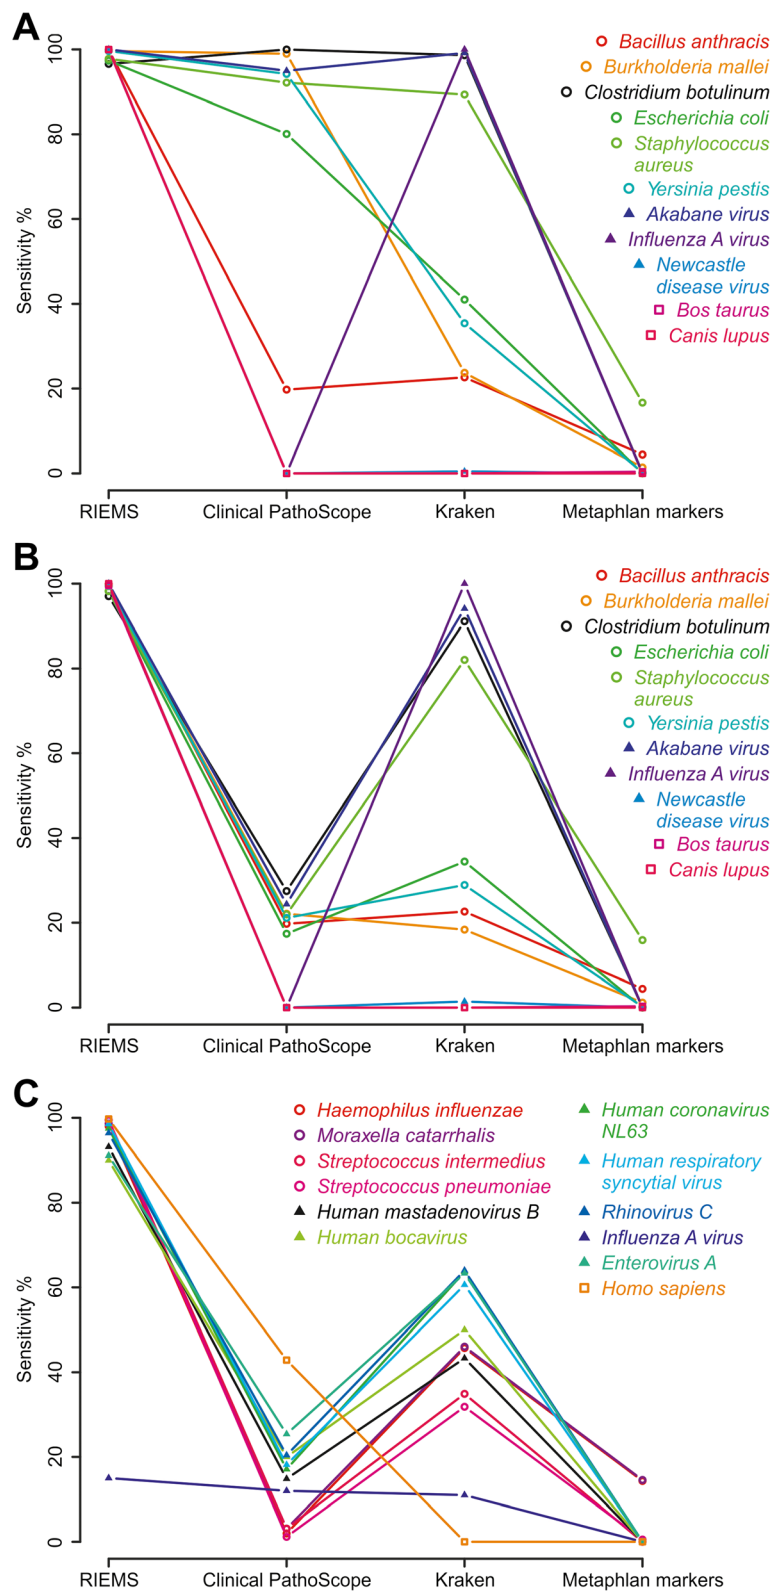 A
Sensitivity %
100
80
60
40
20
0
Bacillus anthracis
Burkholderia mallei
Clostridium botulinum
Escherichia coli
Staphylococcus
aureus
Yersinia pestis
Akabane virus
Influenza A virus
Newcastle
disease virus
Bos taurus
Canis lupus
RIEMS
Clinical PathoScope
Kraken
Metaphlan markers
B
Sensitivity %
100
80
60
40
20
0
Bacillus anthracis
Burkholderia mallei
Clostridium botulinum
Escherichia coli
Staphylococcus
aureus
Yersinia pestis
Akabane virus
Influenza A virus
Newcastle
disease virus
Bos taurus
Canis lupus
RIEMS
Clinical PathoScope
Kraken
Metaphlan markers
C
Sensitivity %
100
80
60
40
20
0
Haemophilus influenzae
Moraxella catarrhalis
Streptococcus intermedius
Streptococcus pneumoniae
Human mastadenovirus B
Human bocavirus
Human coronavirus
NL63
Human respiratory
syncytial virus
Rhinovirus C
Influenza A virus
Enterovirus A
Homo sapiens
RIEMS
Clinical PathoScope
Kraken
Metaphlan markers